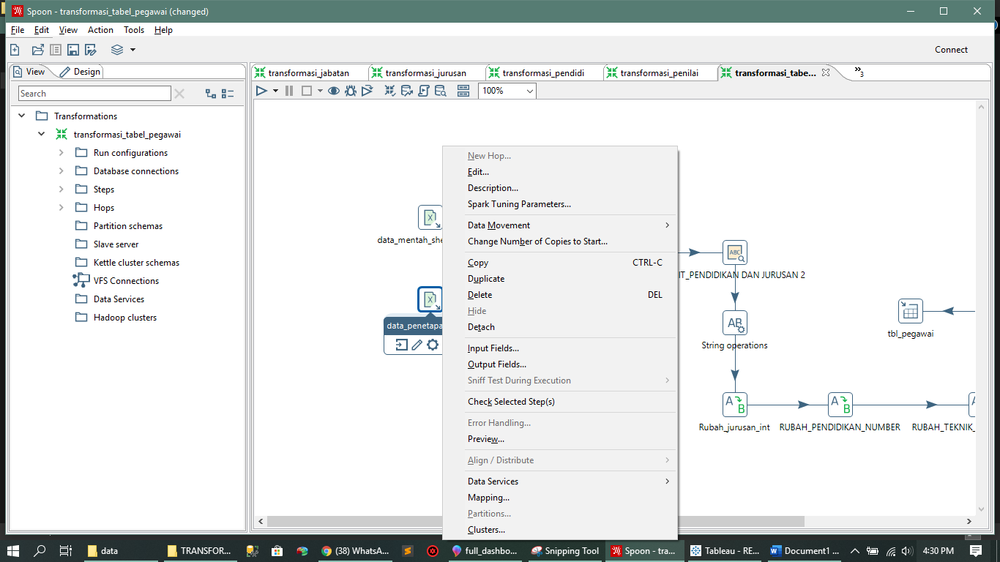 Spoon - transformasi_tabel_pegawai (changed)
File Edit View Action Tools Help
Connect
View Design
transformasi_jabatan transformasi_jurusan transformasi_pendidi transformasi_penilai transformasi_tabe... »3
Search
100%
Transformations
transformasi_tabel_pegawai
Run configurations
Database connections
Steps
Hops
Partition schemas
Slave server
Kettle cluster schemas
VFS Connections
Data Services
Hadoop clusters
data_mentah_she
data_penetapa
New Hop...
Edit...
Description...
Spark Tuning Parameters...
Data Movement
Change Number of Copies to Start...
Copy CTRL-C
Duplicate
Delete DEL
Hide
Detach
Input Fields...
Output Fields...
Sniff Test During Execution
Check Selected Step(s)
Error Handling...
Preview...
Align / Distribute
Data Services
Mapping...
Partitions...
Clusters...
ABC
IT_PENDIDIKAN DAN JURUSAN 2
AB
String operations
tbl_pegawai
A B
Rubah_jurusan_int
A B
RUBAH_PENDIDIKAN_NUMBER
RUBAH_TEKNIK_
data
TRANSFOR...
(38) WhatsA...
full_dashbo...
Snipping Tool
Spoon - tra...
Tableau - RE...
Document1 ...
4:30 PM